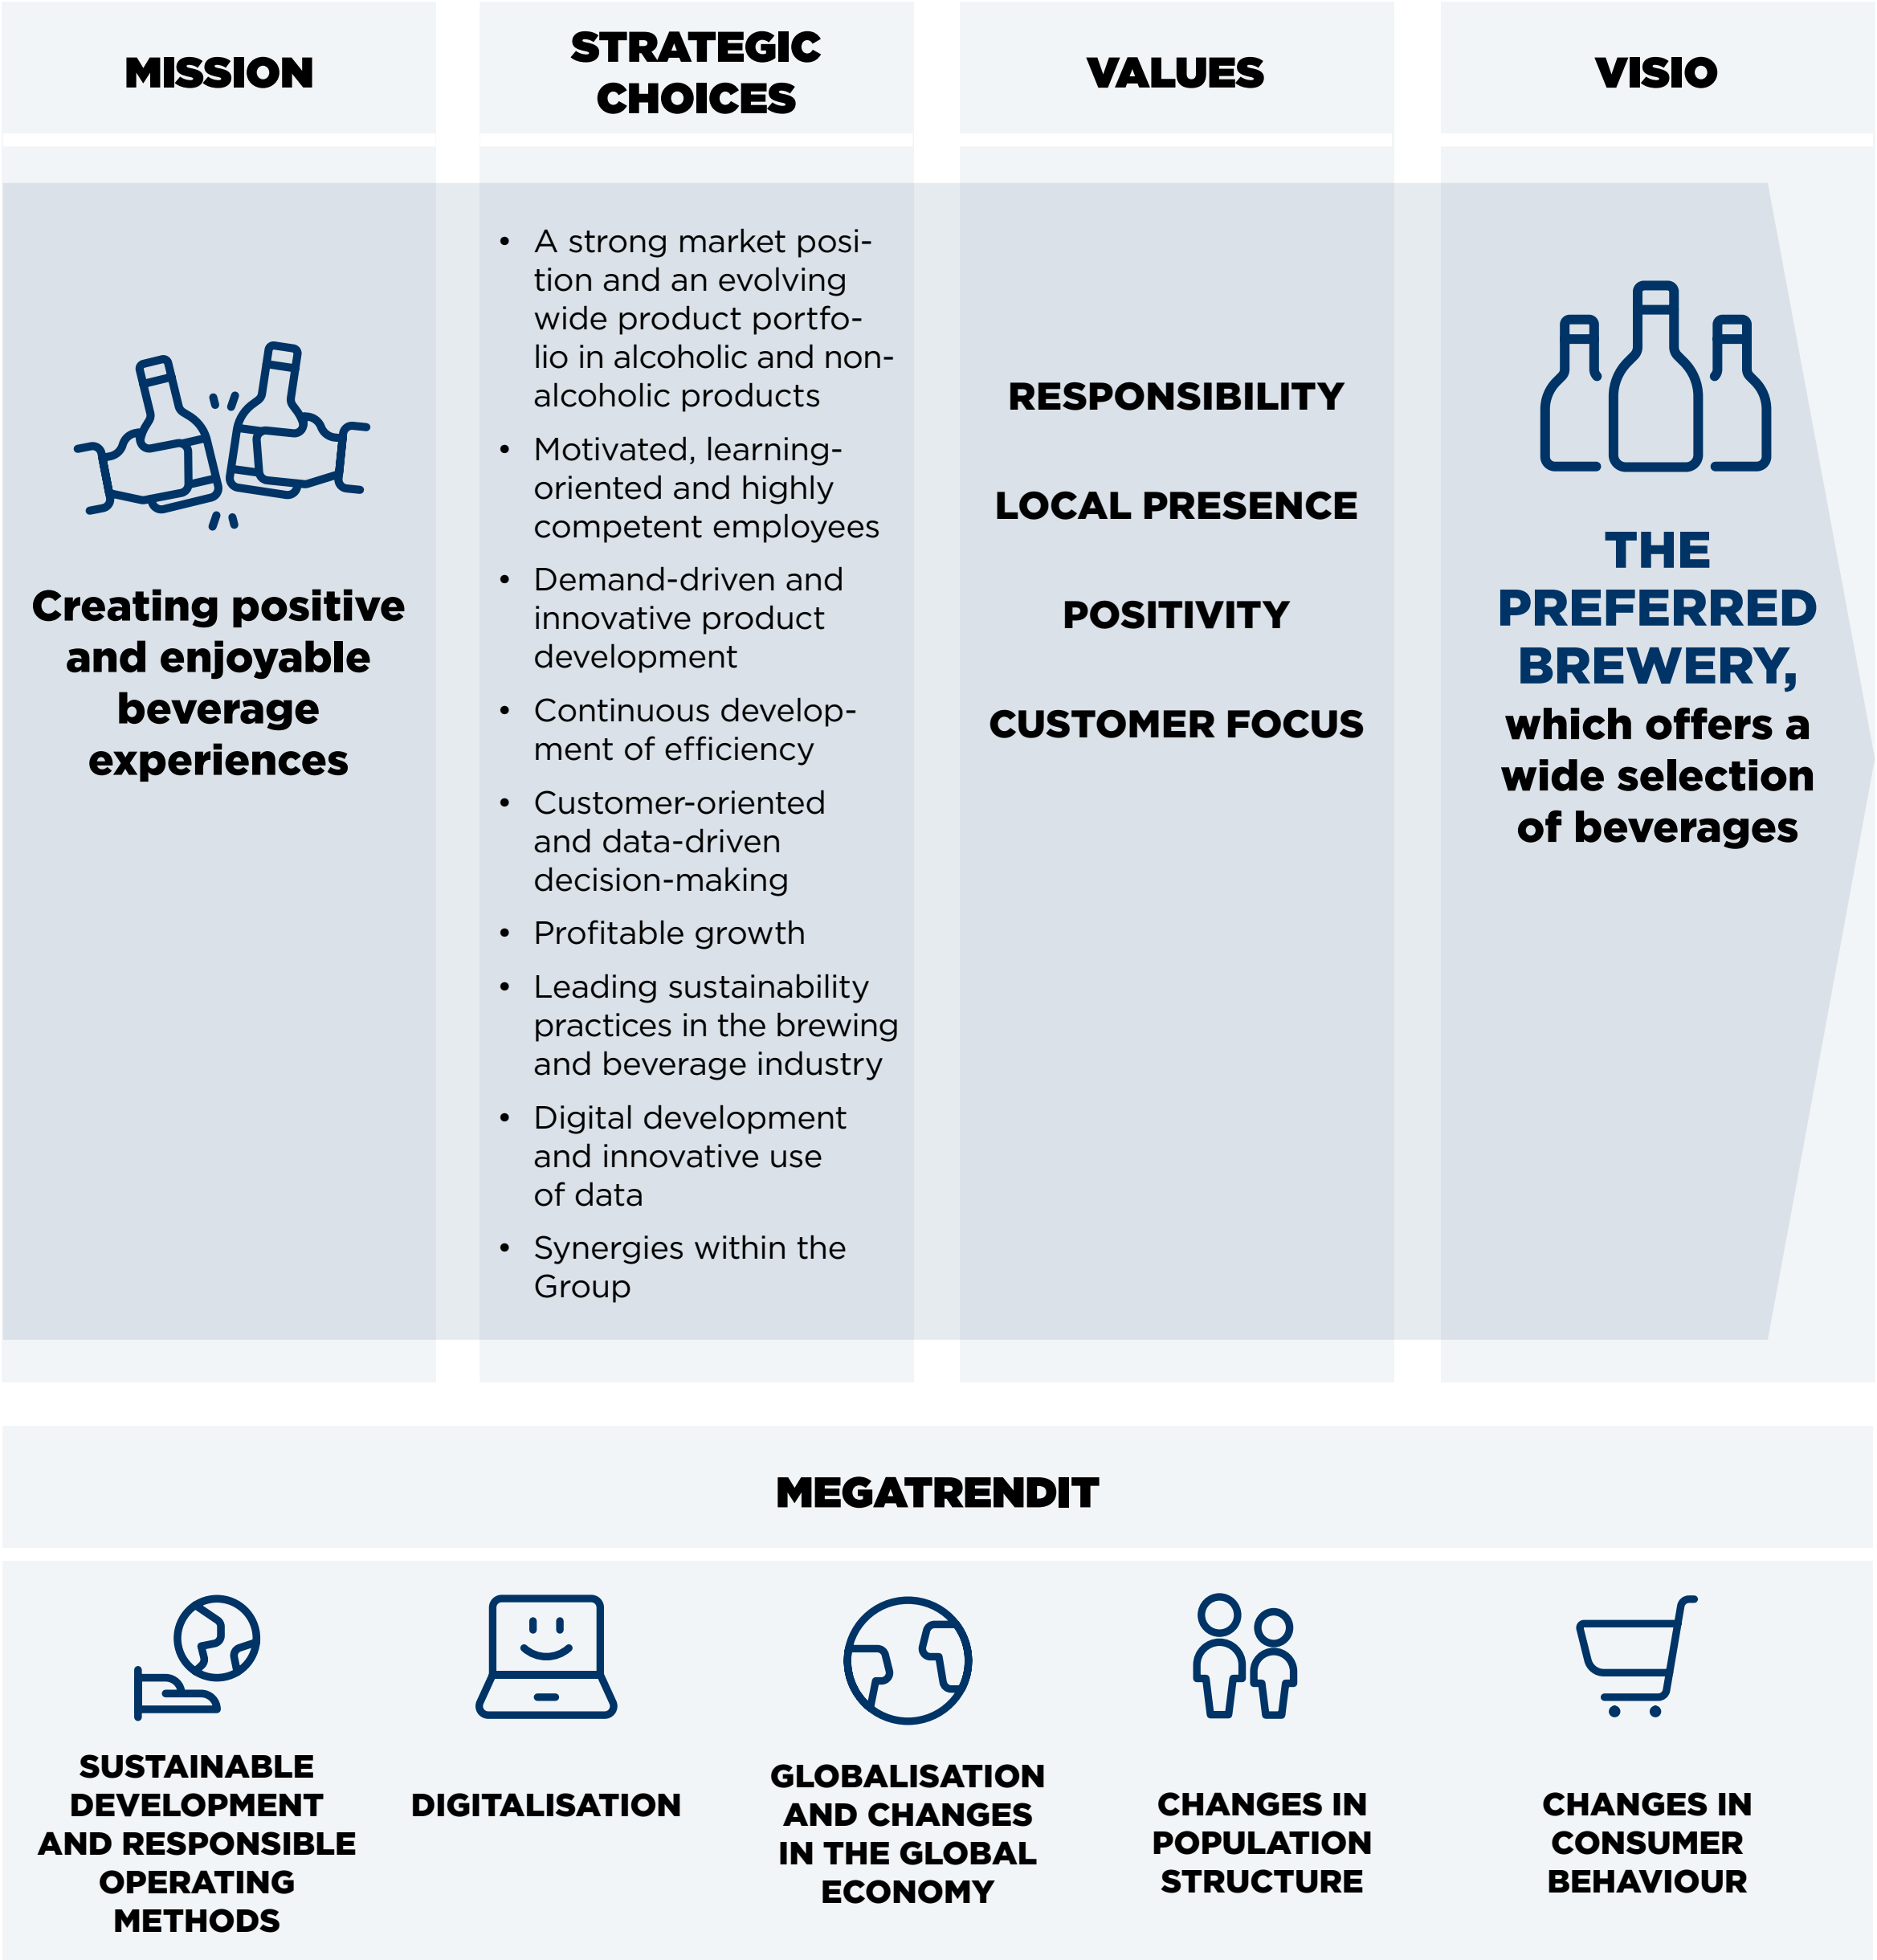 MISSION
STRATEGIC
CHOICES
VALUES
VISIO
Creating positive
and enjoyable
beverage
experiences
• A strong market posi-
tion and an evolving
wide product portfo-
lio in alcoholic and non-
alcoholic products
• Motivated, learning-
oriented and highly
competent employees
• Demand-driven and
innovative product
development
• Continuous develop-
ment of efficiency
• Customer-oriented
and data-driven
decision-making
• Profitable growth
• Leading sustainability
practices in the brewing
and beverage industry
• Digital development
and innovative use
of data
• Synergies within the
Group
RESPONSIBILITY
LOCAL PRESENCE
POSITIVITY
CUSTOMER FOCUS
THE
PREFERRED
BREWERY,
which offers a
wide selection
of beverages
MEGATRENDIT
SUSTAINABLE
DEVELOPMENT
AND RESPONSIBLE
OPERATING
METHODS
DIGITALISATION
GLOBALISATION
AND CHANGES
IN THE GLOBAL
ECONOMY
CHANGES IN
POPULATION
STRUCTURE
CHANGES IN
CONSUMER
BEHAVIOUR